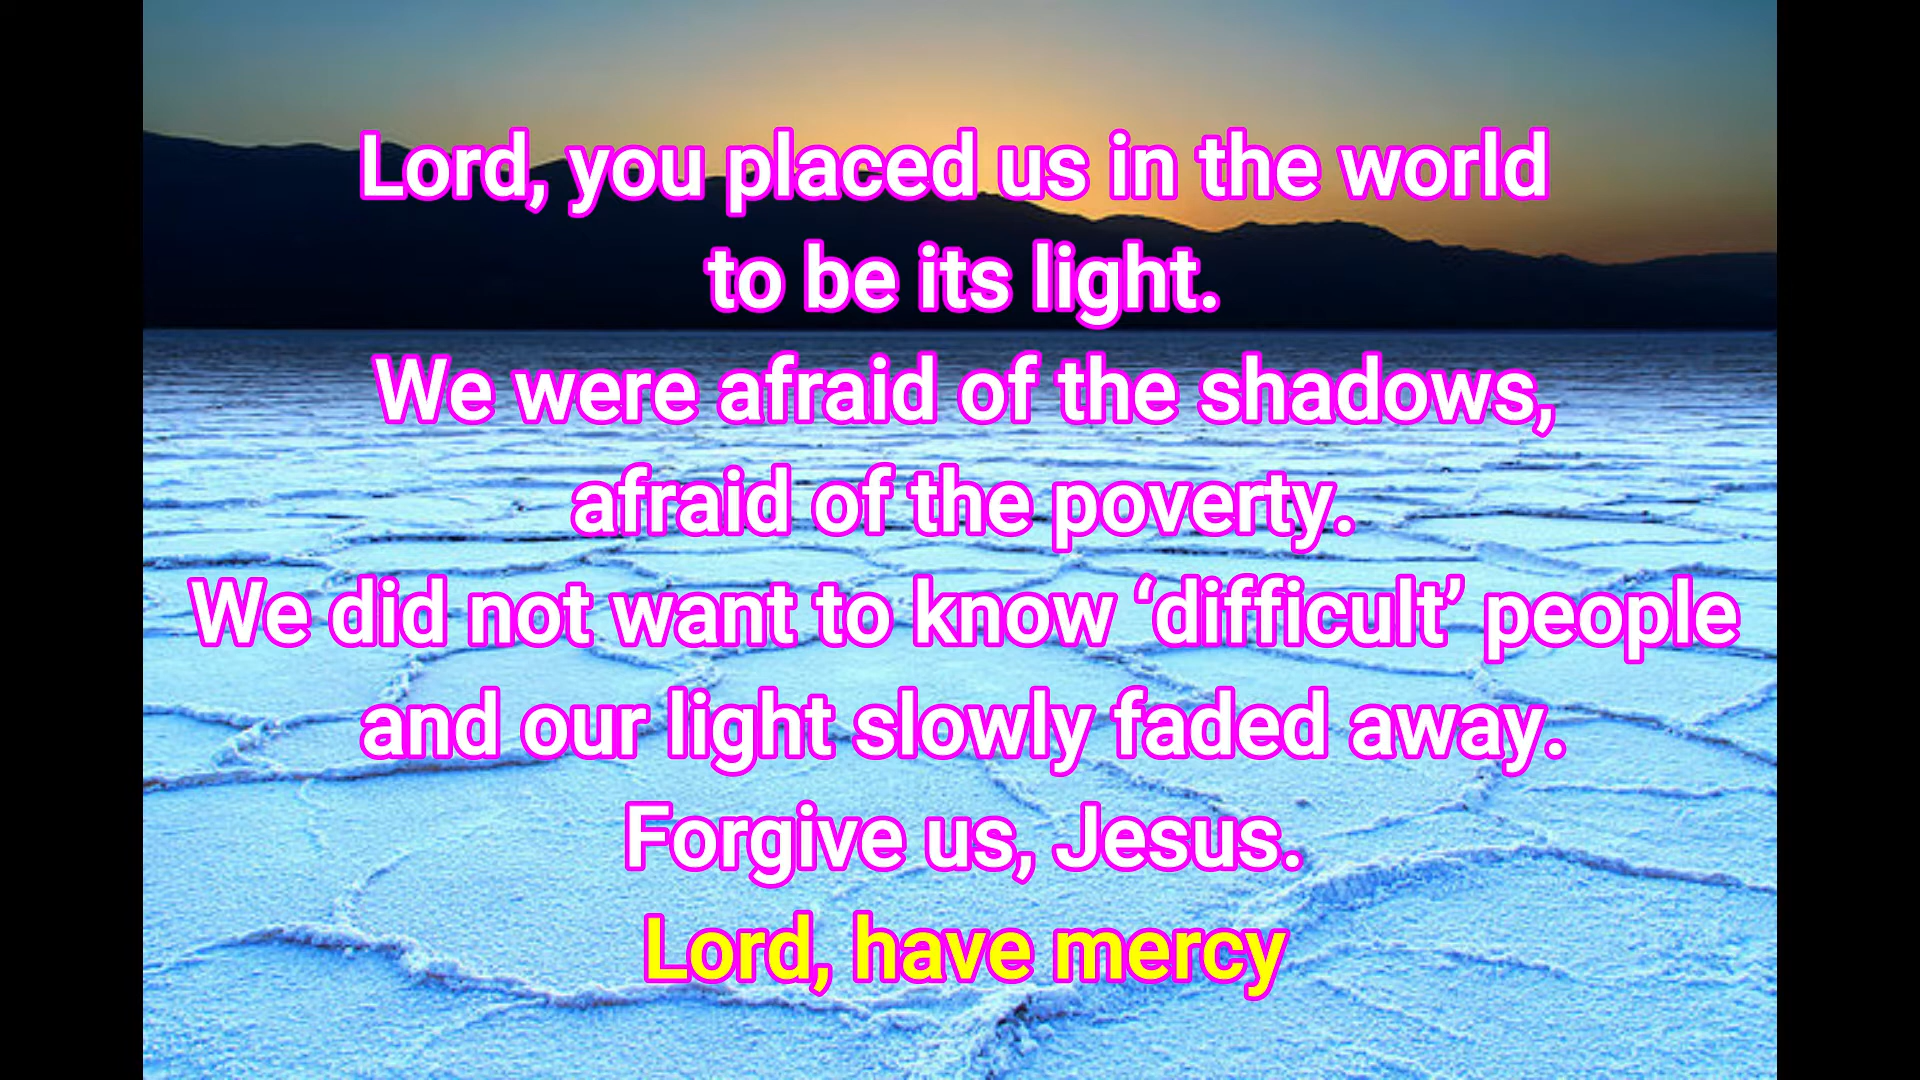 Lord, you placed us in the world
to be its light.
We were afraid of the shadows,
afraid of the poverty.
We did not want to know ‘difficult’ people
and our light slowly faded away.
Forgive us, Jesus.
Lord, have mercy